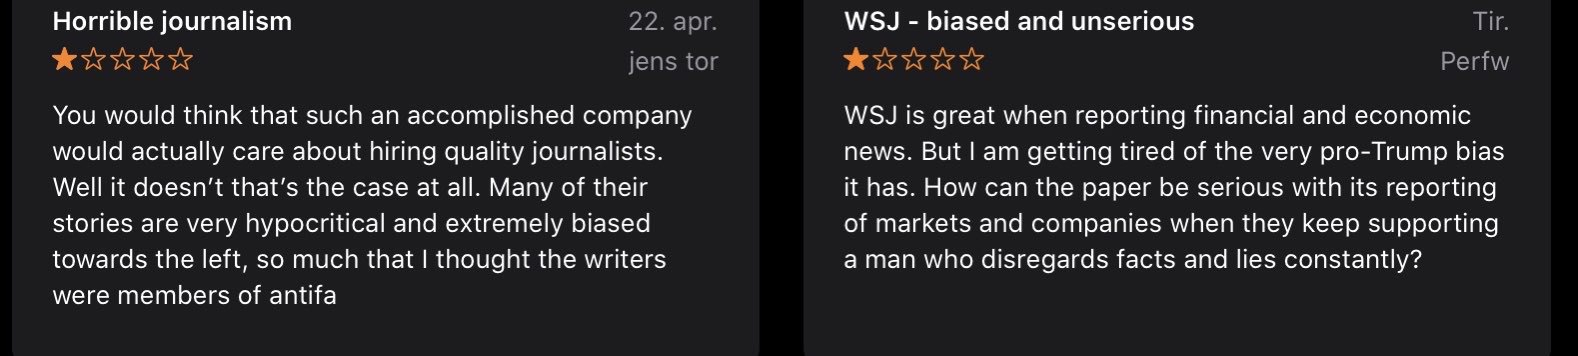 Horrible journalism
22. apr.
jens tor
You would think that such an accomplished company
would actually care about hiring quality journalists.
Well it doesn't that's the case at all. Many of their
stories are very hypocritical and extremely biased
towards the left, so much that I thought the writers
were members of antifa
WSJ - biased and unserious
Tir.
Perfw
WSJ is great when reporting financial and economic
news. But I am getting tired of the very pro-Trump bias
it has. How can the paper be serious with its reporting
of markets and companies when they keep supporting
a man who disregards facts and lies constantly?